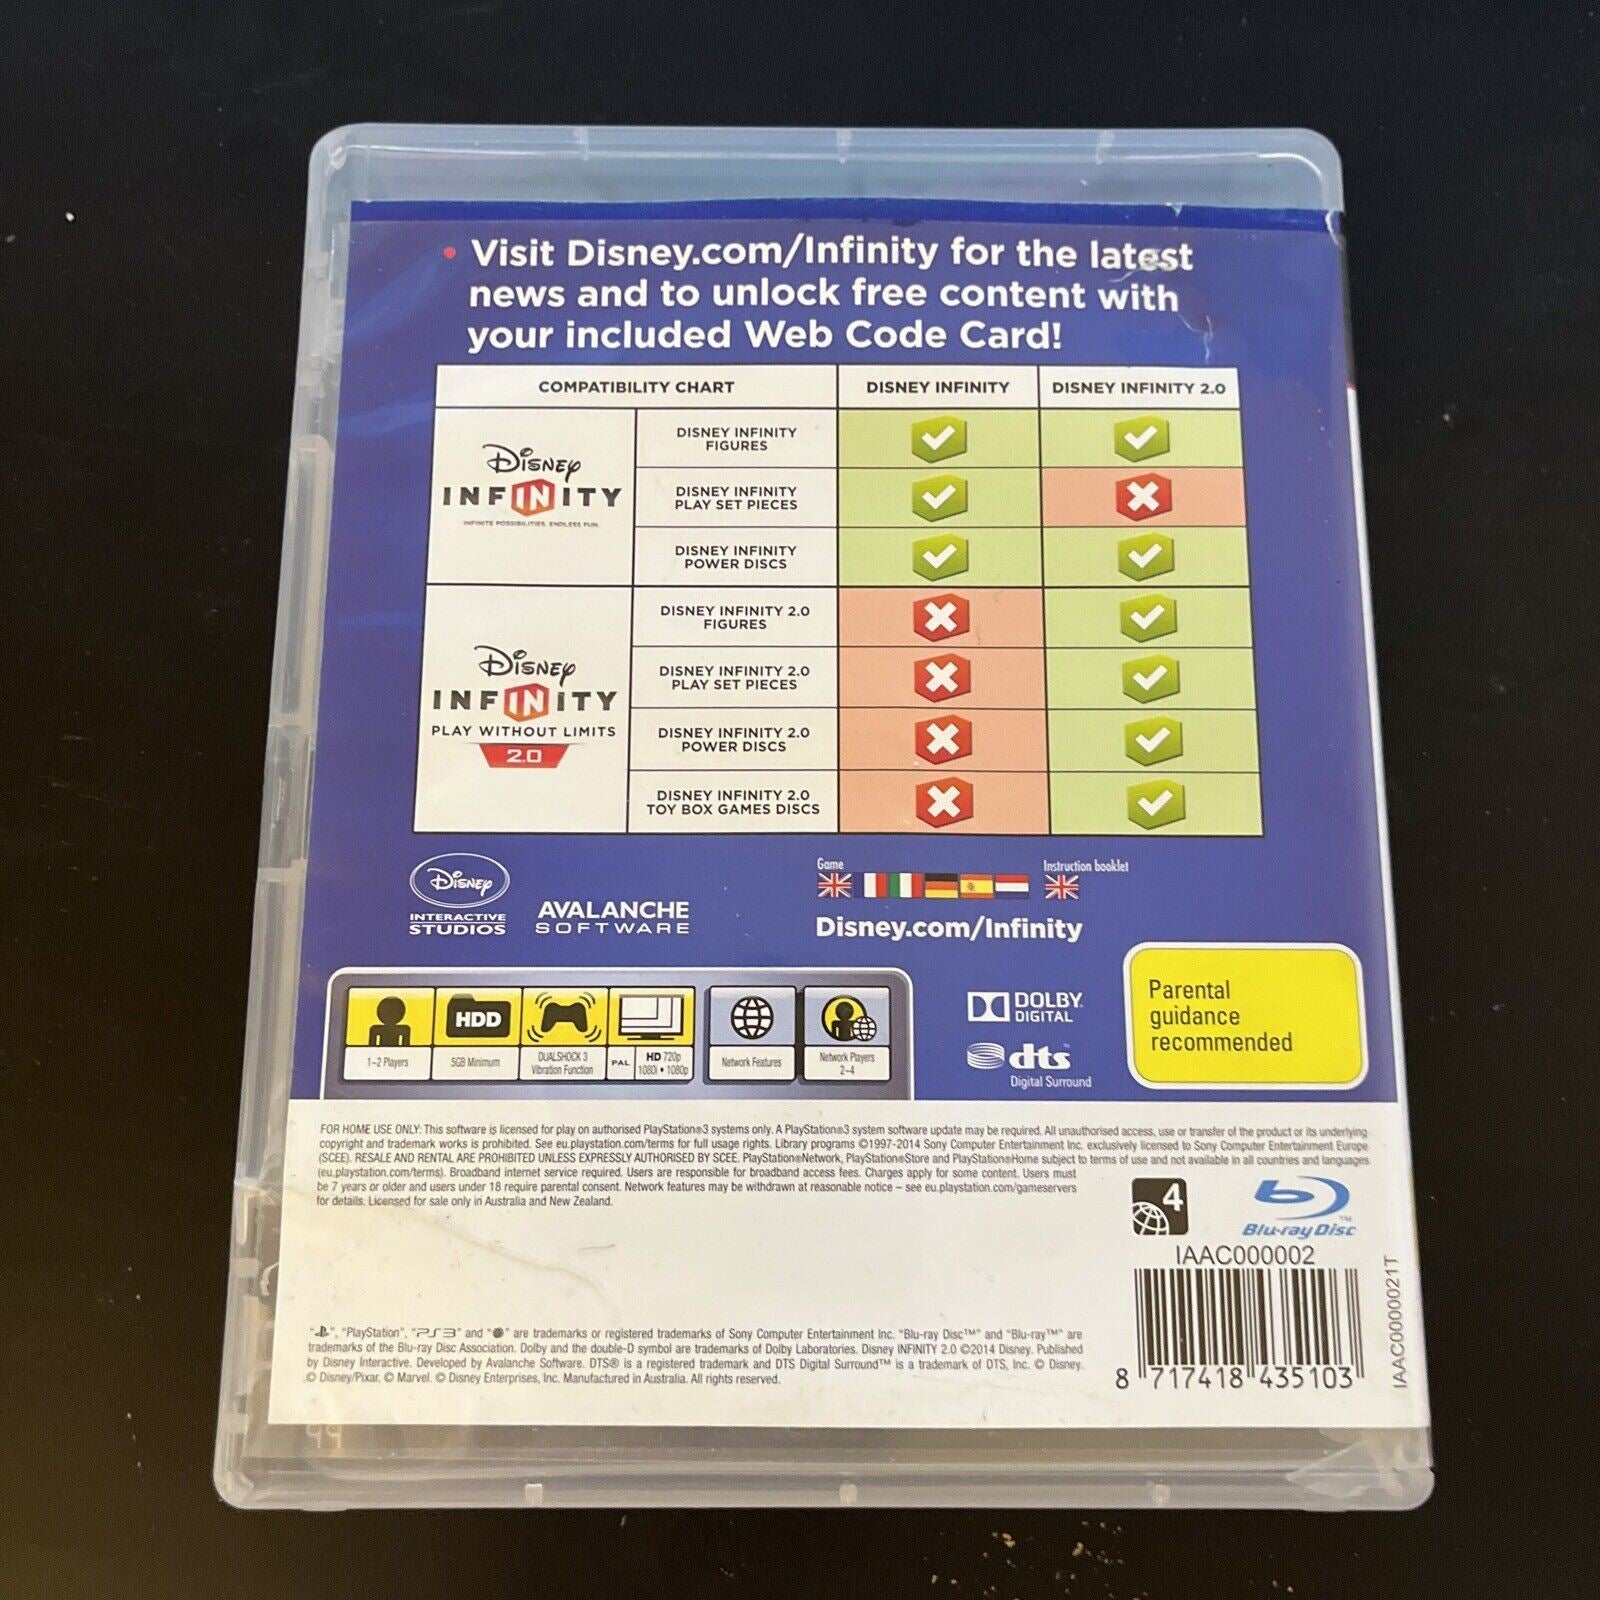 • Visit Disney.com/Infinity for the latest
news and to unlock free content with
your included Web Code Card!
COMPATIBILITY CHART DISNEY INFINITY DISNEY INFINITY 2.0
Disney
INFINITY
INFINITE POSSIBILITIES. ENDLESS FUN.
DISNEY INFINITY
FIGURES
DISNEY INFINITY
PLAY SET PIECES
DISNEY INFINITY
POWER DISCS
Disney
INFINITY
PLAY WITHOUT LIMITS
2.0
DISNEY INFINITY 2.0
FIGURES
DISNEY INFINITY 2.0
PLAY SET PIECES
DISNEY INFINITY 2.0
POWER DISCS
DISNEY INFINITY 2.0
TOY BOX GAMES DISCS
Disney
INTERACTIVE
STUDIOS
AVALANCHE
SOFTWARE
Game
Instruction booklet
Disney.com/Infinity
HDD
1-2 Players
5GB Minimum
DUALSHOCK 3
Vibration Function
PAL
HD 720p
1080i • 1080p
Network Features
Network Players
2-4
DOLBY
DIGITAL
dts
Digital Surround
Parental
guidance
recommended
FOR HOME USE ONLY: This software is licensed for play on authorised PlayStation®3 systems only. A PlayStation®3 system software update may be required. All unauthorised access, use or transfer of the product or its underlying
copyright and trademark works is prohibited. See eu.playstation.com/terms for full usage rights. Library programs ©1997-2014 Sony Computer Entertainment Inc. exclusively licensed to Sony Computer Entertainment Europe
(SCEE). RESALE AND RENTAL ARE PROHIBITED UNLESS EXPRESSLY AUTHORISED BY SCEE. PlayStation®Network, PlayStation®Store and PlayStation®Home subject to terms of use and not available in all countries and languages
(eu.playstation.com/terms). Broadband internet service required. Users are responsible for broadband access fees. Charges apply for some content. Users must
be 7 years or older and users under 18 require parental consent. Network features may be withdrawn at reasonable notice – see eu.playstation.com/gameservers
for details. Licensed for sale only in Australia and New Zealand.
4
Blu-ray Disc™
IAAC000002
IAAC0000021T
8 717418 435103
"PS", "PlayStation", "PS3" and " " are trademarks or registered trademarks of Sony Computer Entertainment Inc. "Blu-ray Disc™" and "Blu-ray™" are
trademarks of the Blu-ray Disc Association. Dolby and the double-D symbol are trademarks of Dolby Laboratories. Disney INFINITY 2.0 ©2014 Disney. Published
by Disney Interactive. Developed by Avalanche Software. DTS® is a registered trademark and DTS Digital Surround™ is a trademark of DTS, Inc. © Disney.
© Disney/Pixar. © Marvel. © Disney Enterprises, Inc. Manufactured in Australia. All rights reserved.